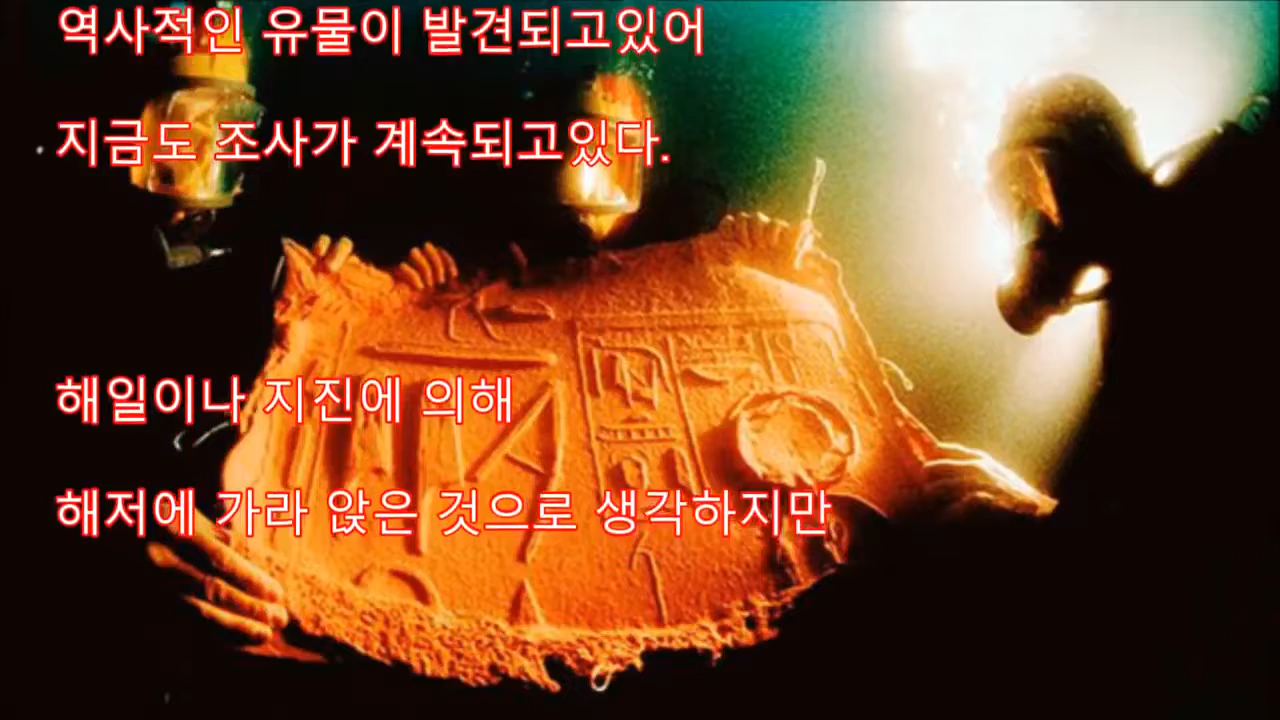 역사적인 유물이 발견되고있어
지금도 조사가 계속되고있다.
해일이나 지진에 의해
해저에 가라 앉은 것으로 생각하지만